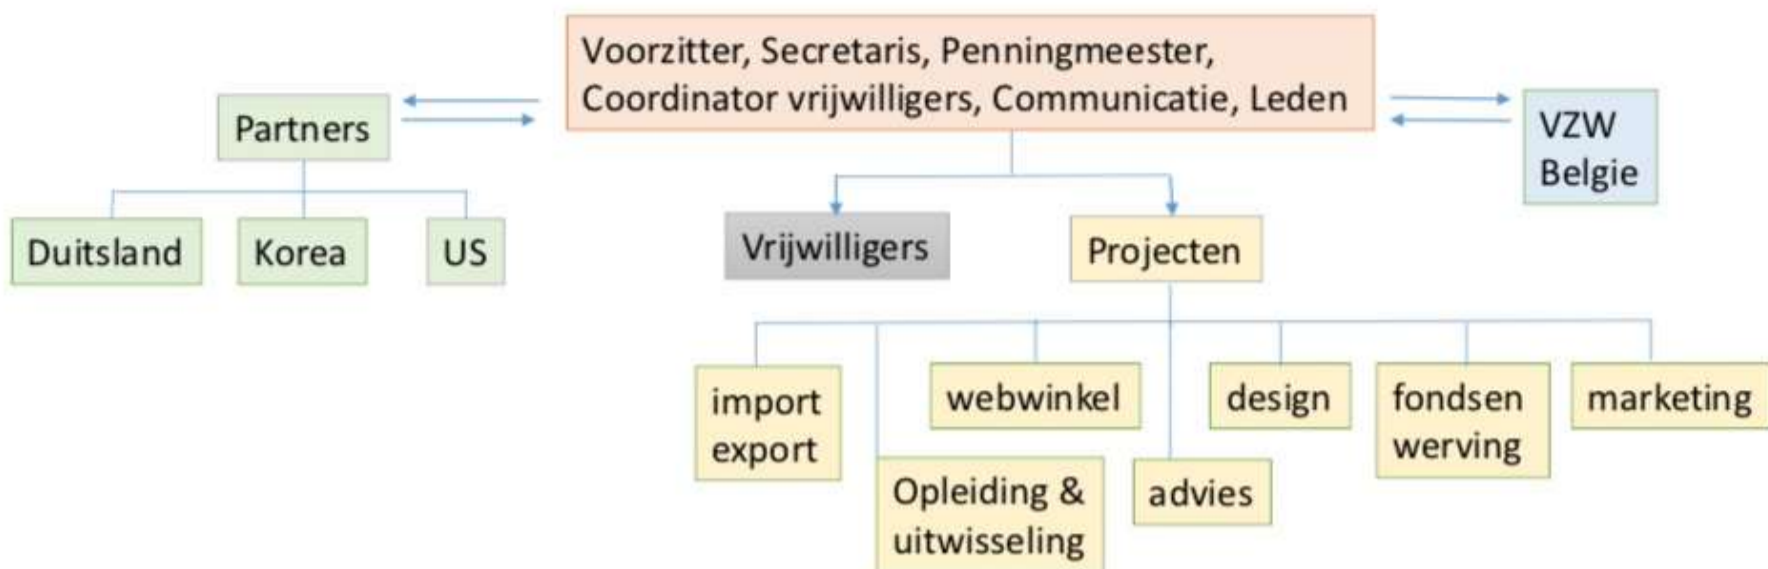 Voorzitter, Secretaris, Penningmeester,
Coordinator vrijwilligers, Communicatie, Leden
Partners
VZW
Belgie
Duitsland
Korea
US
Vrijwilligers
Projecten
import
export
webwinkel
design
fondsen
werving
marketing
Opleiding &
uitwisseling
advies